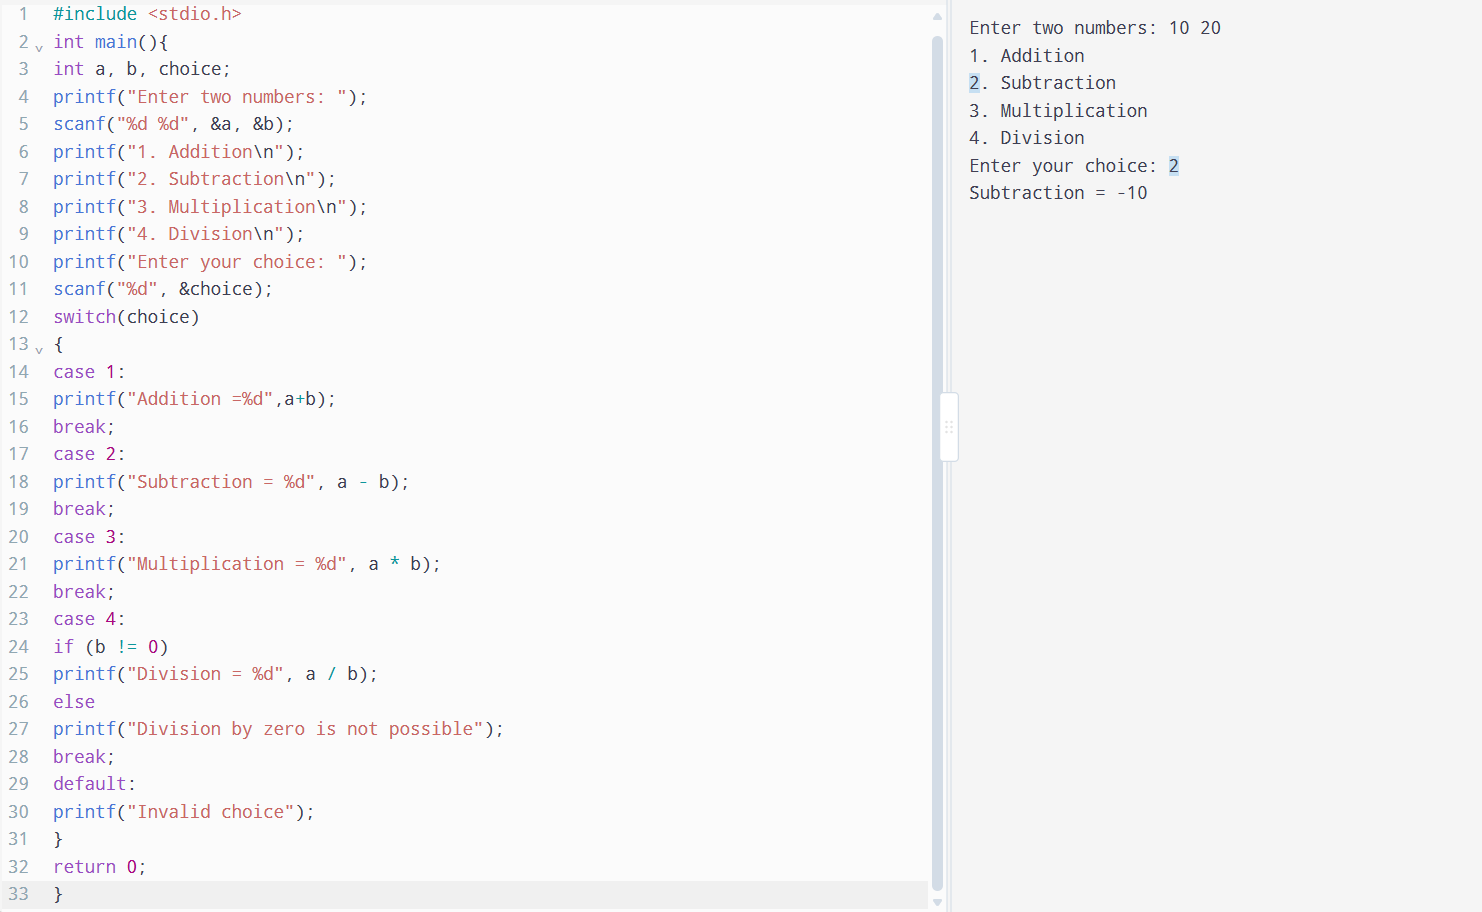 1 #include <stdio.h>
2 int main(){
3 int a, b, choice;
4 printf("Enter two numbers: ");
5 scanf("%d %d", &a, &b);
6 printf("1. Addition\n");
7 printf("2. Subtraction\n");
8 printf("3. Multiplication\n");
9 printf("4. Division\n");
10 printf("Enter your choice: ");
11 scanf("%d", &choice);
12 switch(choice)
13 {
14 case 1:
15 printf("Addition =%d",a+b);
16 break;
17 case 2:
18 printf("Subtraction = %d", a - b);
19 break;
20 case 3:
21 printf("Multiplication = %d", a * b);
22 break;
23 case 4:
24 if (b != 0)
25 printf("Division = %d", a / b);
26 else
27 printf("Division by zero is not possible");
28 break;
29 default:
30 printf("Invalid choice");
31 }
32 return 0;
33 }
Enter two numbers: 10 20
1. Addition
2. Subtraction
3. Multiplication
4. Division
Enter your choice: 2
Subtraction = -10